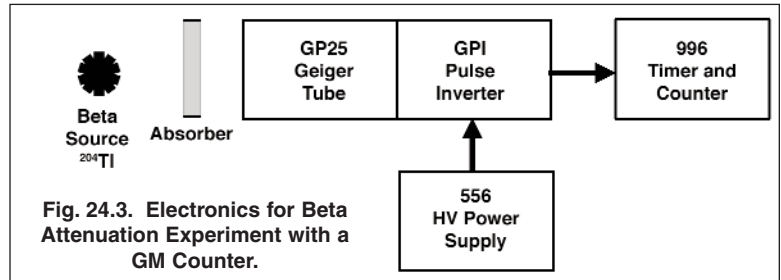 Beta
Source
²⁰⁴Tl
Absorber
GP25
Geiger
Tube
GPI
Pulse
Inverter
996
Timer and
Counter
556
HV Power
Supply
Fig. 24.3. Electronics for Beta
Attenuation Experiment with a
GM Counter.